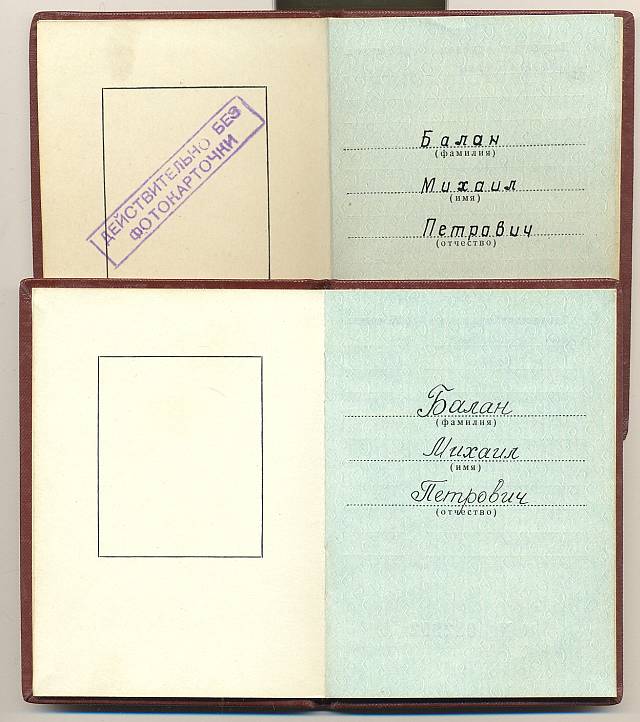 ДЕЙСТВИТЕЛЬНО БЕЗ
ФОТОКАРТОЧКИ
Балан
(фамилия)
Михаил
(имя)
Петрович
(отчество)
Балан
(фамилия)
Михаил
(имя)
Петрович
(отчество)